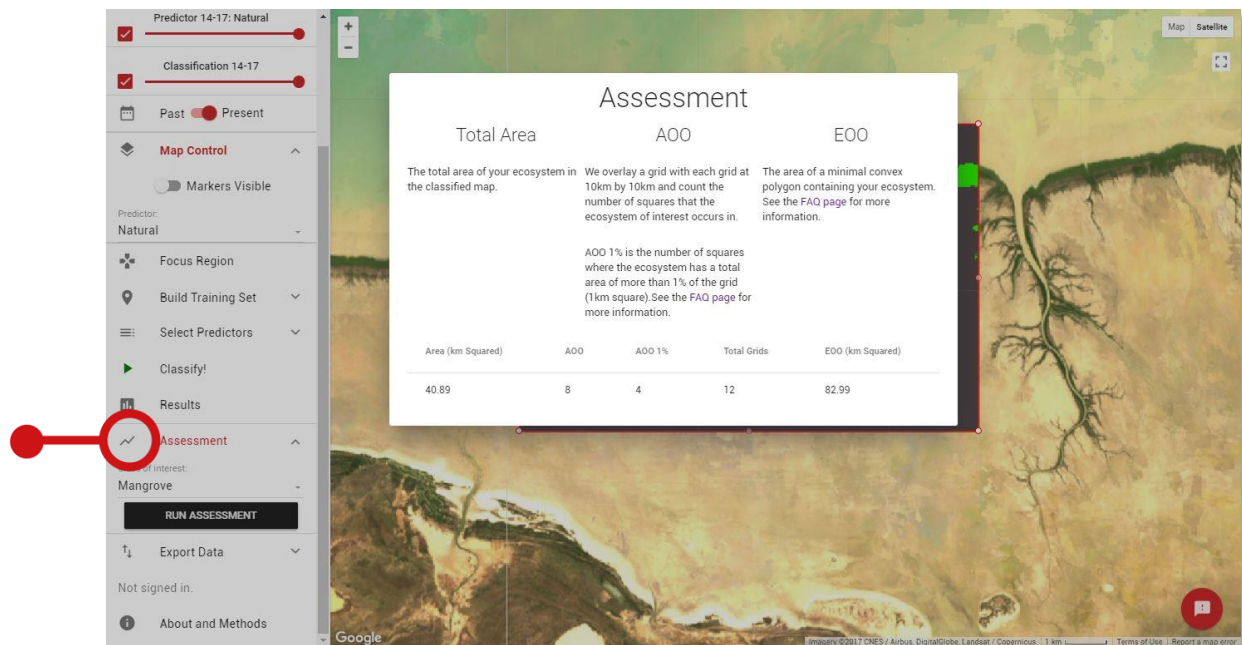 Predictor 14-17: Natural
Classification 14-17
Past Present
Map Control
Markers Visible
Predictor:
Natural
Focus Region
Build Training Set
Select Predictors
Classify!
Results
Assessment
of interest:
Mangrove
RUN ASSESSMENT
Export Data
Not signed in.
About and Methods
+
−
Map Satellite
Assessment
Total Area AOO EOO
The total area of your ecosystem in
the classified map.
We overlay a grid with each grid at
10km by 10km and count the
number of squares that the
ecosystem of interest occurs in.
AOO 1% is the number of squares
where the ecosystem has a total
area of more than 1% of the grid
(1km square).See the FAQ page for
more information.
The area of a minimal convex
polygon containing your ecosystem.
See the FAQ page for more
information.
Area (km Squared) AOO AOO 1% Total Grids EOO (km Squared)
40.89 8 4 12 82.99
Google
Imagery ©2017 CNES / Airbus, DigitalGlobe, Landsat / Copernicus 1 km Terms of Use Report a map error